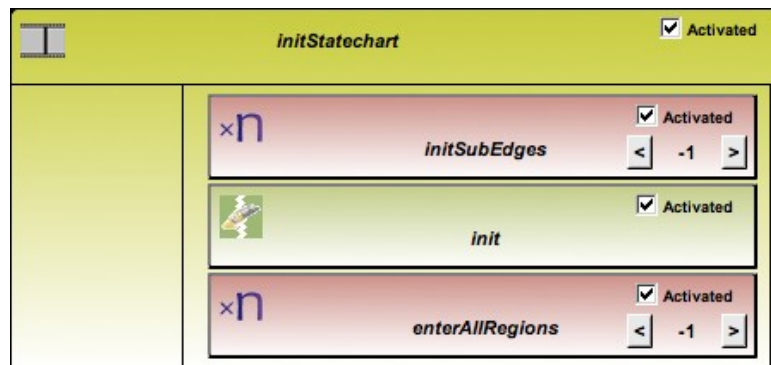 initStatechart
Activated
×n
Activated
initSubEdges
< -1 >
Activated
init
×n
Activated
enterAllRegions
< -1 >